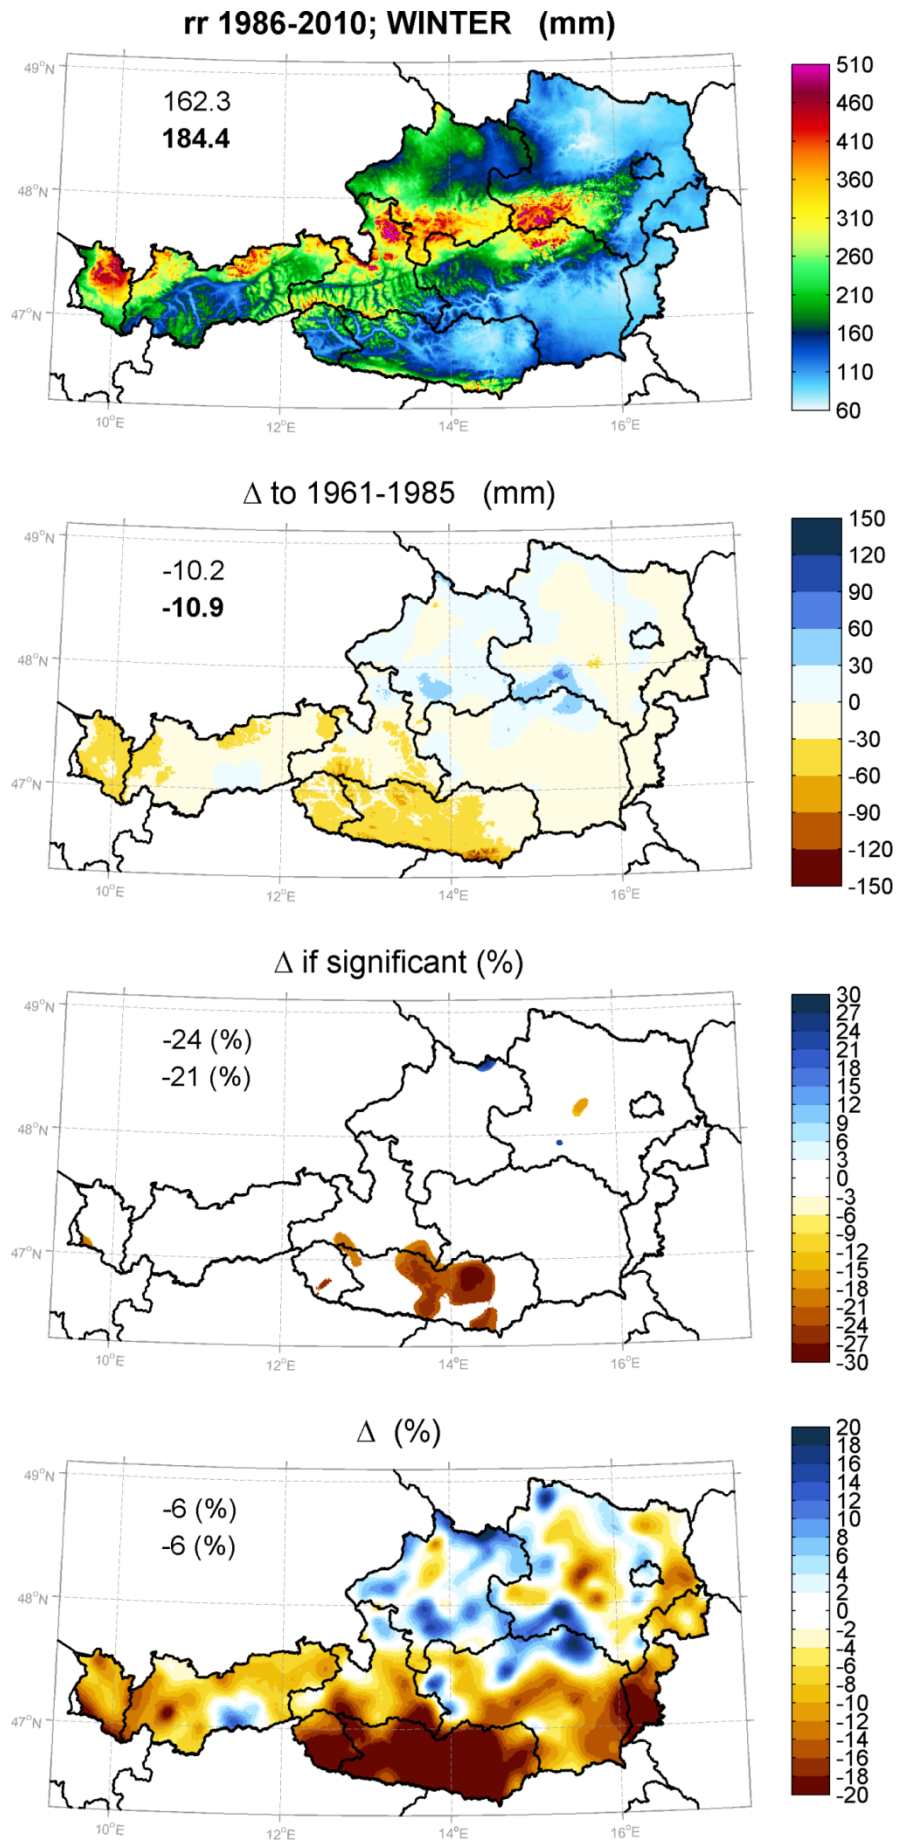 rr 1986-2010; WINTER (mm)
49°N
48°N
47°N
162.3
184.4
10°E
12°E
14°E
16°E
510
460
410
360
310
260
210
160
110
60
Δ to 1961-1985 (mm)
49°N
48°N
47°N
-10.2
-10.9
10°E
12°E
14°E
16°E
150
120
90
60
30
0
-30
-60
-90
-120
-150
Δ if significant (%)
49°N
48°N
47°N
-24 (%)
-21 (%)
10°E
12°E
14°E
16°E
30
27
24
21
18
15
12
9
6
3
0
-3
-6
-9
-12
-15
-18
-21
-24
-27
-30
Δ (%)
49°N
48°N
47°N
-6 (%)
-6 (%)
10°E
12°E
14°E
16°E
20
18
16
14
12
10
8
6
4
2
0
-2
-4
-6
-8
-10
-12
-14
-16
-18
-20